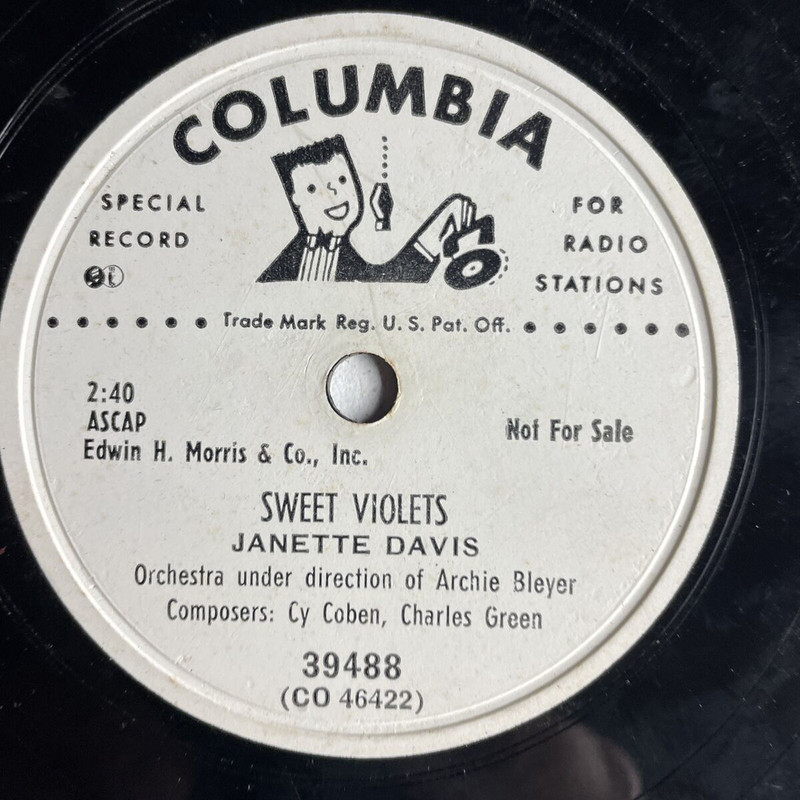 COLUMBIA
SPECIAL
RECORD
FOR
RADIO
STATIONS
Trade Mark Reg. U. S. Pat. Off.
2:40
ASCAP
Edwin H. Morris & Co., Inc.
Not For Sale
SWEET VIOLETS
JANETTE DAVIS
Orchestra under direction of Archie Bleyer
Composers: Cy Coben, Charles Green
39488
(CO 46422)